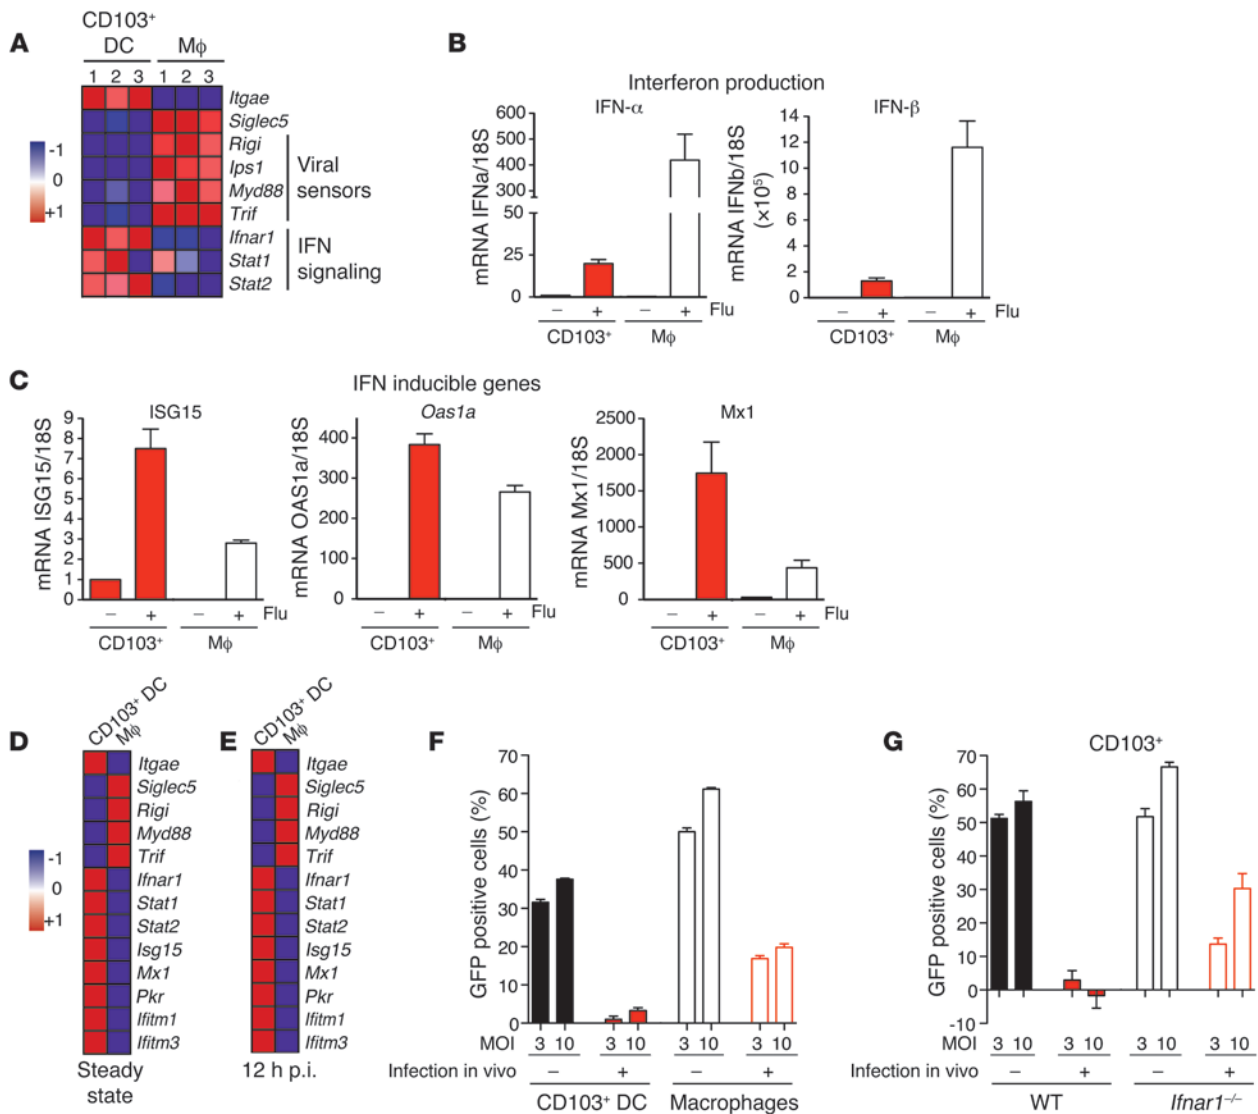 A
CD103+
DC Mϕ
1 2 3 1 2 3
Itgae
Siglec5
Rigi
Ips1
Myd88
Trif
Ifnar1
Stat1
Stat2
Viral
sensors
IFN
signaling
-1
0
+1
B
Interferon production
IFN-α
mRNA IFNa/18S
600
500
400
300
200
50
25
0
– + – + Flu
CD103+ Mϕ
IFN-β
mRNA IFNb/18S
(×10⁵)
14
12
10
8
6
4
2
0
– + – + Flu
CD103+ Mϕ
C
IFN inducible genes
ISG15
mRNA ISG15/18S
9
8
7
6
5
4
3
2
1
0
– + – + Flu
CD103+ Mϕ
Oas1a
mRNA OAS1a/18S
400
300
200
100
0
– + – + Flu
CD103+ Mϕ
Mx1
mRNA Mx1/18S
2500
2000
1500
1000
500
0
– + – + Flu
CD103+ Mϕ
D
CD103+ DC
Mϕ
-1
0
+1
Itgae
Siglec5
Rigi
Myd88
Trif
Ifnar1
Stat1
Stat2
Isg15
Mx1
Pkr
Ifitm1
Ifitm3
Steady
state
E
CD103+ DC
Mϕ
Itgae
Siglec5
Rigi
Myd88
Trif
Ifnar1
Stat1
Stat2
Isg15
Mx1
Pkr
Ifitm1
Ifitm3
12 h p.i.
F
GFP positive cells (%)
70
60
50
40
30
20
10
0
MOI 3 10 3 10 3 10 3 10
Infection in vivo – + – +
CD103+ DC Macrophages
G
CD103+
GFP positive cells (%)
70
60
50
40
30
20
10
0
-10
MOI 3 10 3 10 3 10 3 10
Infection in vivo – + – +
WT Ifnar1–/–